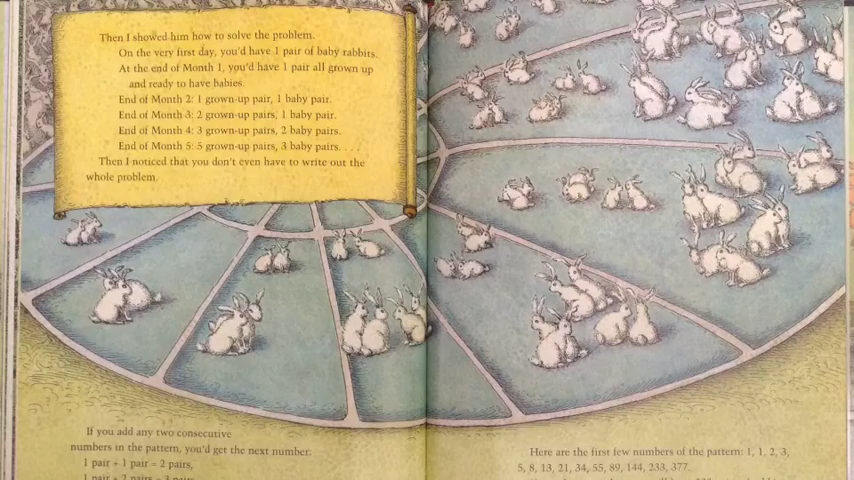 Then I showed him how to solve the problem.
On the very first day, you'd have 1 pair of baby rabbits.
At the end of Month 1, you'd have 1 pair all grown up
and ready to have babies.
End of Month 2: 1 grown-up pair, 1 baby pair.
End of Month 3: 2 grown-up pairs, 1 baby pair.
End of Month 4: 3 grown-up pairs, 2 baby pairs.
End of Month 5: 5 grown-up pairs, 3 baby pairs. . . .
Then I noticed that you don't even have to write out the
whole problem.
If you add any two consecutive
numbers in the pattern, you'd get the next number.
1 pair + 1 pair = 2 pairs,
1 pair + 2 pairs = 3 pairs
Here are the first few numbers of the pattern: 1, 1, 2, 3,
5, 8, 13, 21, 34, 55, 89, 144, 233, 377.